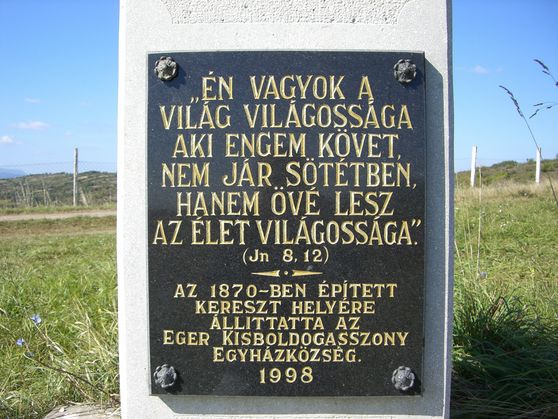 „ÉN VAGYOK A
VILÁG VILÁGOSSÁGA
AKI ENGEM KÖVET,
NEM JÁR SÖTÉTBEN,
HANEM ÖVÉ LESZ
AZ ÉLET VILÁGOSSÁGA."
(Jn 8, 12)
AZ 1870-BEN ÉPÍTETT
KERESZT HELYÉRE
ÁLLITTATTA AZ
EGER KISBOLDOGASSZONY
EGYHÁZKÖZSÉG.
1998